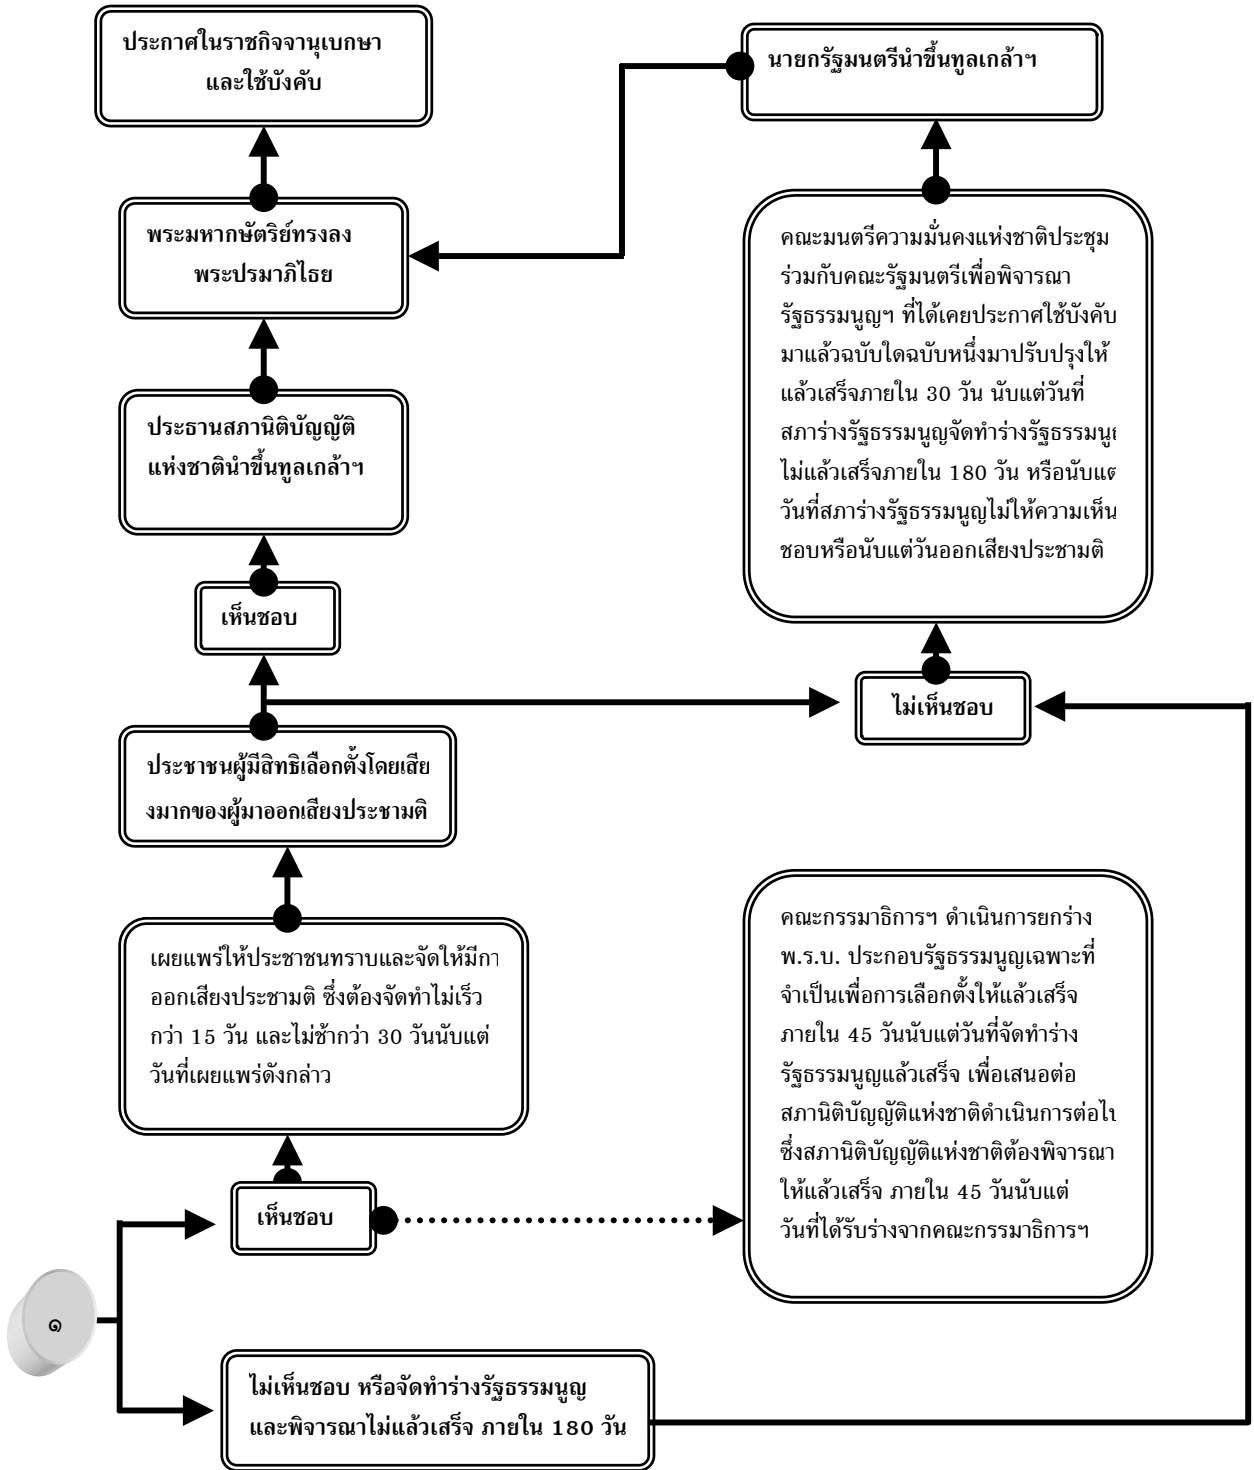 ประกาศในราชกิจจานุเบกษา
และใช้บังคับ
นายกรัฐมนตรีนำขึ้นทูลเกล้าฯ
พระมหากษัตริย์ทรงลง
พระปรมาภิไธย
คณะมนตรีความมั่นคงแห่งชาติประชุม
ร่วมกับคณะรัฐมนตรีเพื่อพิจารณา
รัฐธรรมนูญฯ ที่ได้เคยประกาศใช้บังคับ
มาแล้วฉบับใดฉบับหนึ่งมาปรับปรุงให้
แล้วเสร็จภายใน 30 วัน นับแต่วันที่
สภาร่างรัฐธรรมนูญจัดทำร่างรัฐธรรมนูญ
ไม่แล้วเสร็จภายใน 180 วัน หรือนับแต่
วันที่สภาร่างรัฐธรรมนูญไม่ให้ความเห็น
ชอบหรือนับแต่วันออกเสียงประชามติ
ประธานสภานิติบัญญัติ
แห่งชาตินำขึ้นทูลเกล้าฯ
เห็นชอบ
ไม่เห็นชอบ
ประชาชนผู้มีสิทธิเลือกตั้งโดยเสีย
งมากของผู้มาออกเสียงประชามติ
เผยแพร่ให้ประชาชนทราบและจัดให้มีกา
ออกเสียงประชามติ ซึ่งต้องจัดทำไม่เร็ว
กว่า 15 วัน และไม่ช้ากว่า 30 วันนับแต่
วันที่เผยแพร่ดังกล่าว
คณะกรรมาธิการฯ ดำเนินการยกร่าง
พ.ร.บ. ประกอบรัฐธรรมนูญเฉพาะที่
จำเป็นเพื่อการเลือกตั้งให้แล้วเสร็จ
ภายใน 45 วันนับแต่วันที่จัดทำร่าง
รัฐธรรมนูญแล้วเสร็จ เพื่อเสนอต่อ
สภานิติบัญญัติแห่งชาติดำเนินการต่อไป
ซึ่งสภานิติบัญญัติแห่งชาติต้องพิจารณา
ให้แล้วเสร็จ ภายใน 45 วันนับแต่
วันที่ได้รับร่างจากคณะกรรมาธิการฯ
เห็นชอบ
๑
ไม่เห็นชอบ หรือจัดทำร่างรัฐธรรมนูญ
และพิจารณาไม่แล้วเสร็จ ภายใน 180 วัน